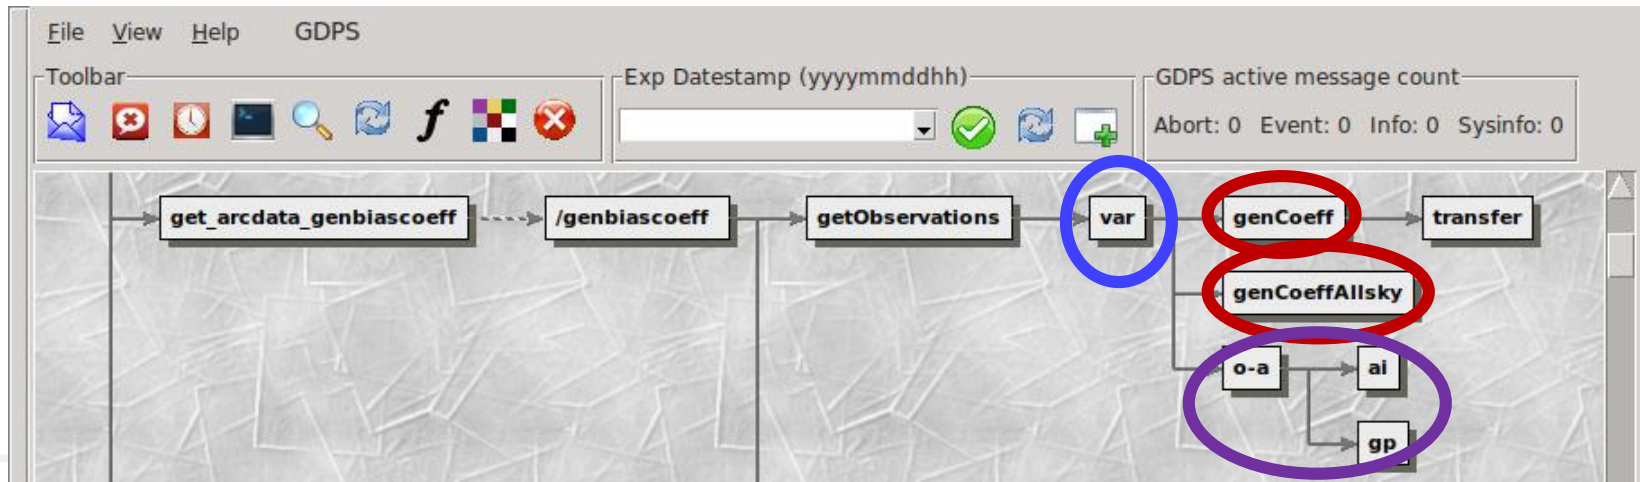 File View Help GDPS
Toolbar
Exp Datestamp (yyyymmddhh)
GDPS active message count
Abort: 0 Event: 0 Info: 0 Sysinfo: 0
get_arcdata_genbiascoeff
/genbiascoeff
getObservations
var
genCoeff
transfer
genCoeffAllsky
o-a
ai
gp